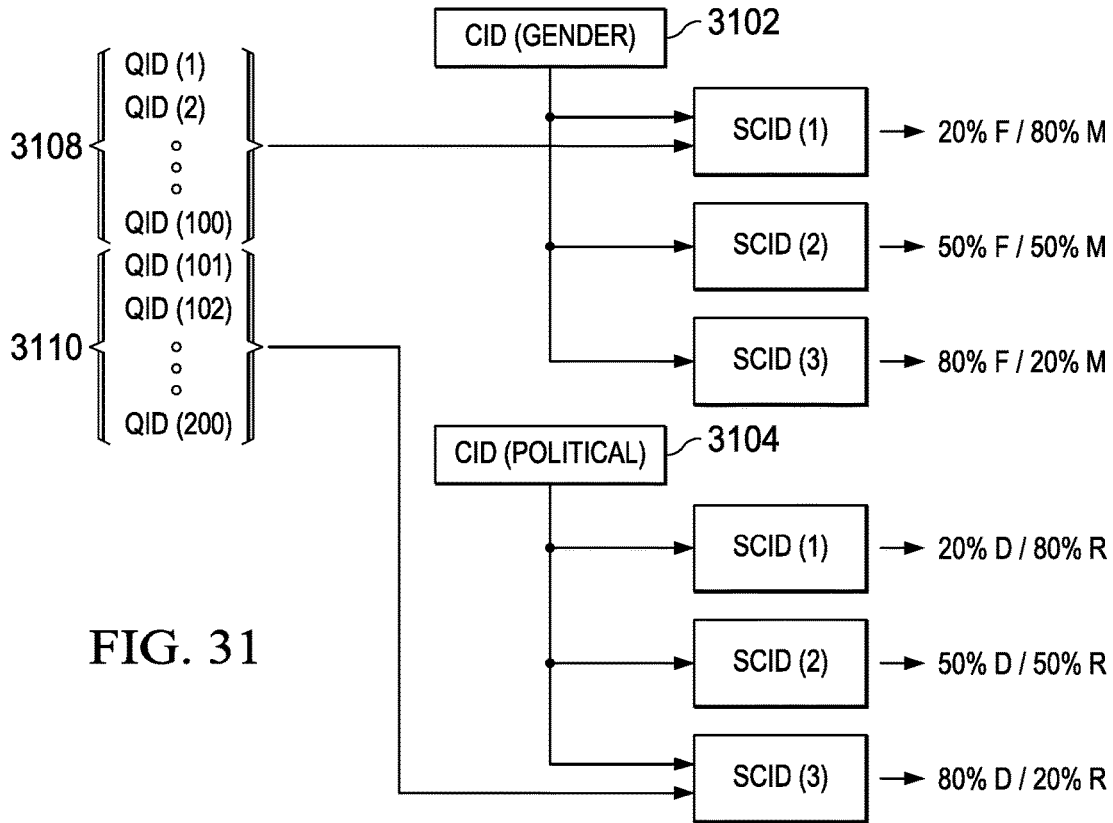 CID (GENDER)
3102
3108
QID (1)
QID (2)
QID (100)
SCID (1)
20% F / 80% M
SCID (2)
50% F / 50% M
3110
QID (101)
QID (102)
QID (200)
SCID (3)
80% F / 20% M
CID (POLITICAL)
3104
SCID (1)
20% D / 80% R
SCID (2)
50% D / 50% R
SCID (3)
80% D / 20% R
FIG. 31